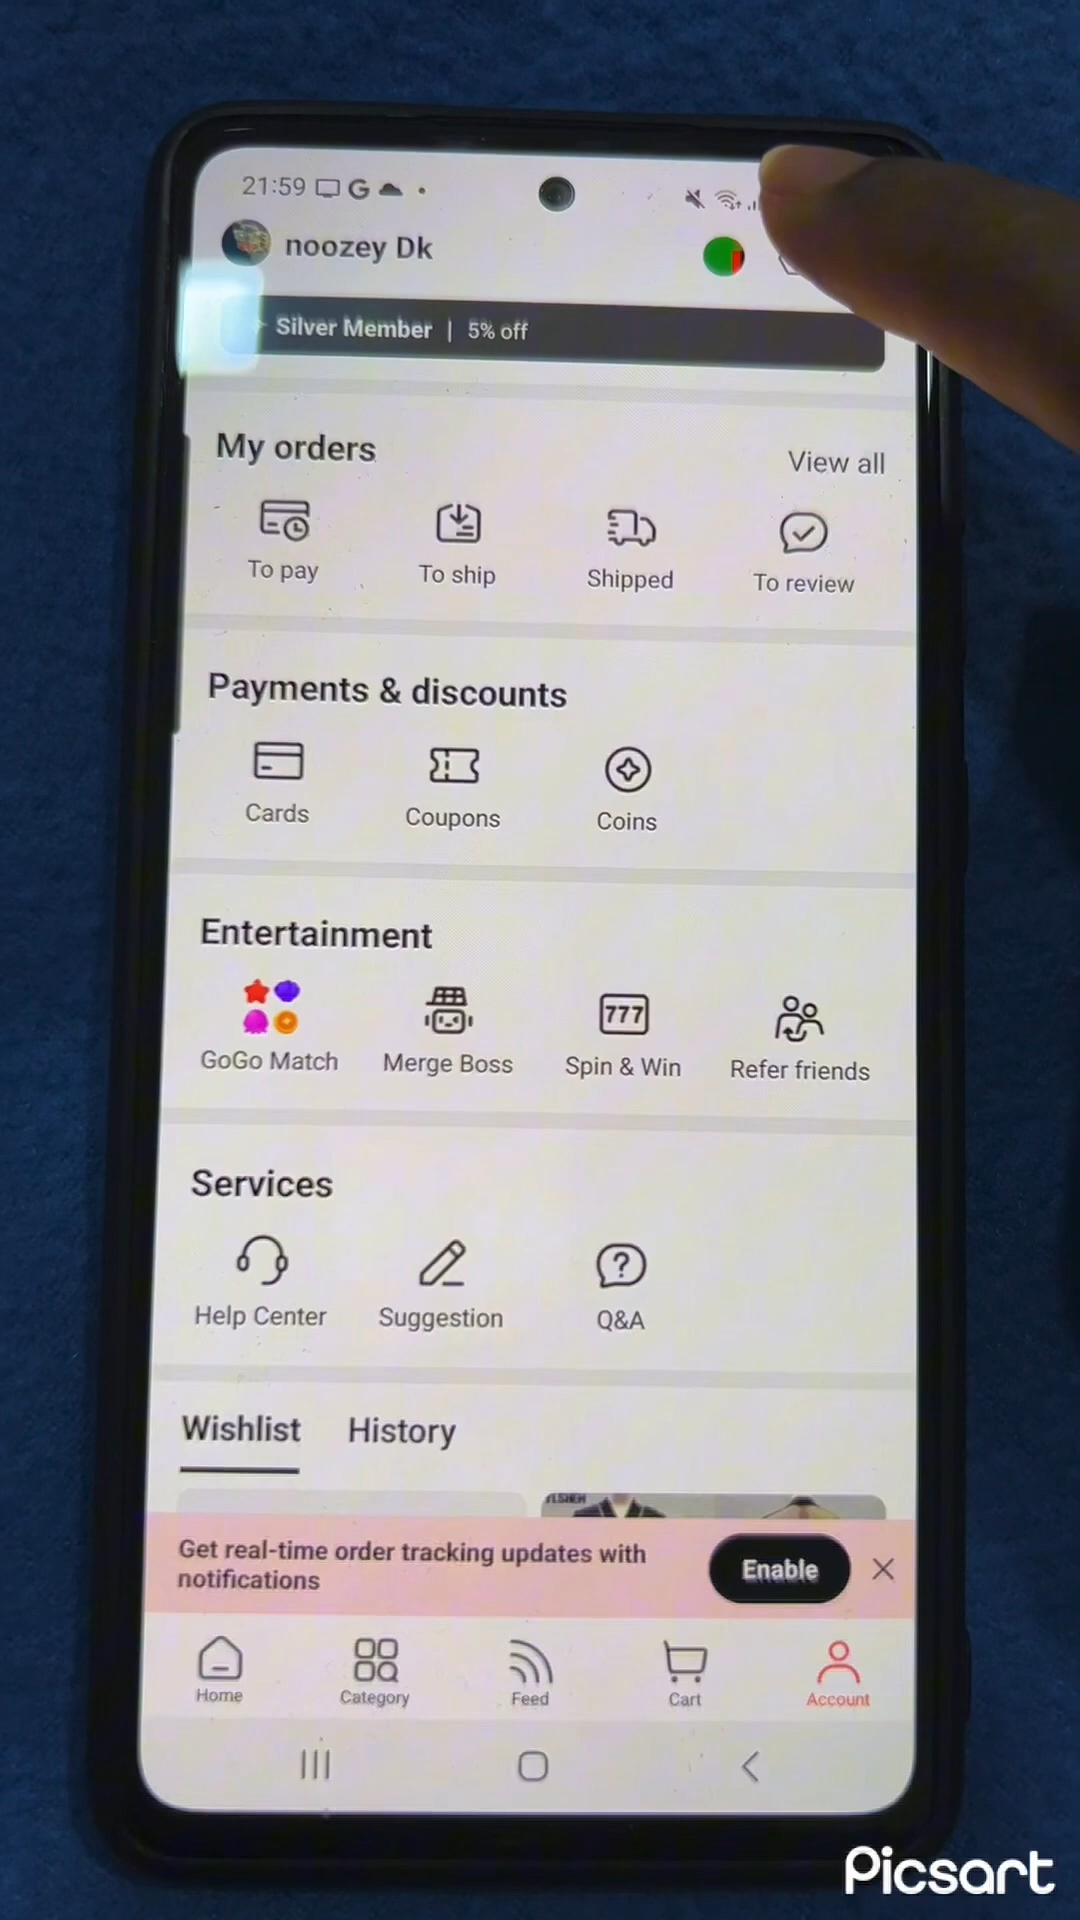 21:59 G
noozey Dk
Silver Member | 5% off
My orders
View all
To pay
To ship
Shipped
To review
Payments & discounts
Cards
Coupons
Coins
Entertainment
777
GoGo Match
Merge Boss
Spin & Win
Refer friends
Services
Help Center
Suggestion
Q&A
Wishlist
History
Get real-time order tracking updates with
notifications
Enable
Home
Category
Feed
Cart
Account
Picsart